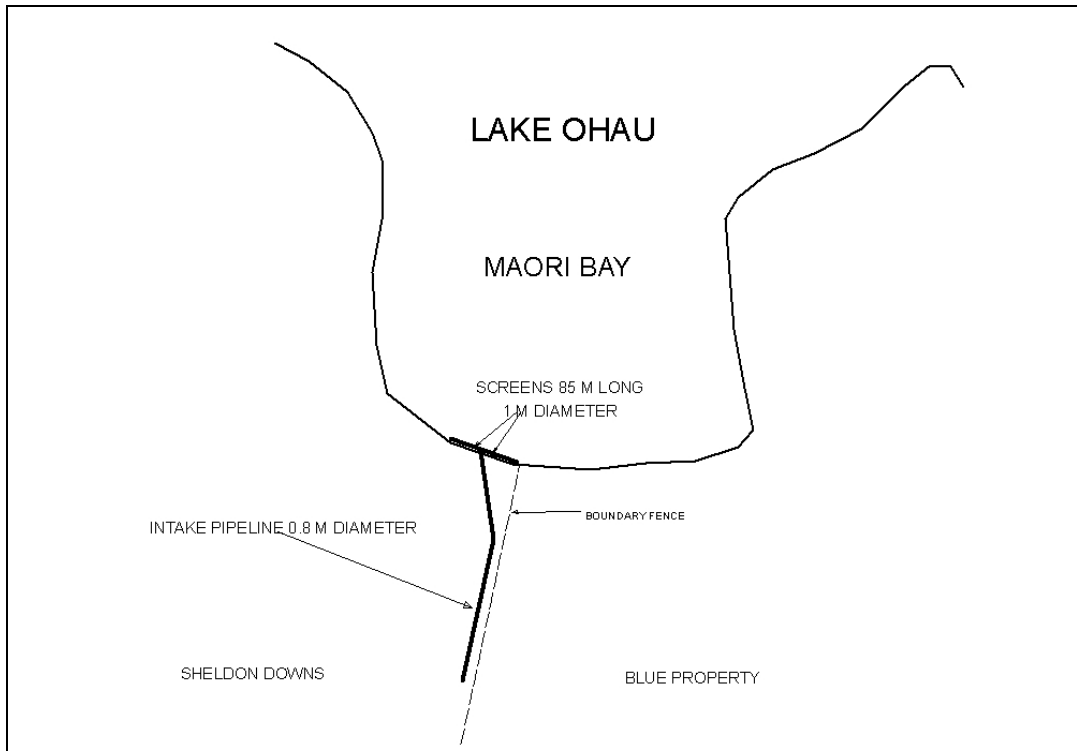 LAKE OHAU
MAORI BAY
SCREENS 85 M LONG
1 M DIAMETER
BOUNDARY FENCE
INTAKE PIPELINE 0.8 M DIAMETER
SHELDON DOWNS
BLUE PROPERTY